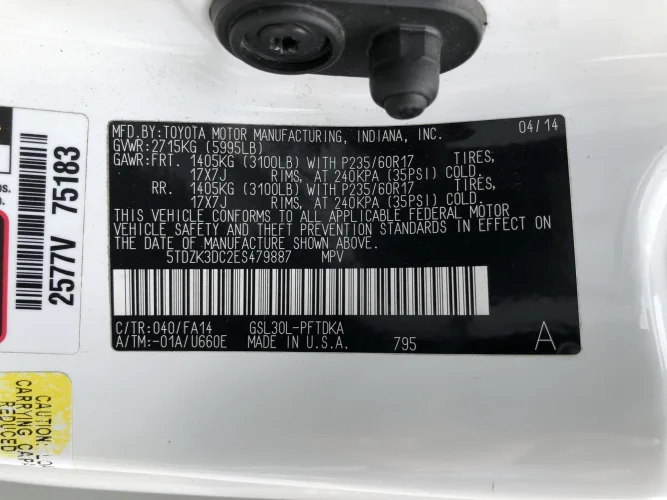 MFD.BY:TOYOTA MOTOR MANUFACTURING, INDIANA, INC. 04/14
GVWR:2715KG (5995LB)
GAWR:FRT. 1405KG (3100LB) WITH P235/60R17 TIRES,
17X7J RIMS, AT 240KPA (35PSI) COLD.
RR. 1405KG (3100LB) WITH P235/60R17 TIRES,
17X7J RIMS, AT 240KPA (35PSI) COLD.
THIS VEHICLE CONFORMS TO ALL APPLICABLE FEDERAL MOTOR
VEHICLE SAFETY AND THEFT PREVENTION STANDARDS IN EFFECT ON
THE DATE OF MANUFACTURE SHOWN ABOVE.
5TDZK3DC2ES479887 MPV
C/TR:040/FA14 GSL30L-PFTDKA
A/TM:-01A/U660E MADE IN U.S.A. 795 A
2577V 75183
CAUTION:
CARRYING
REDUCED